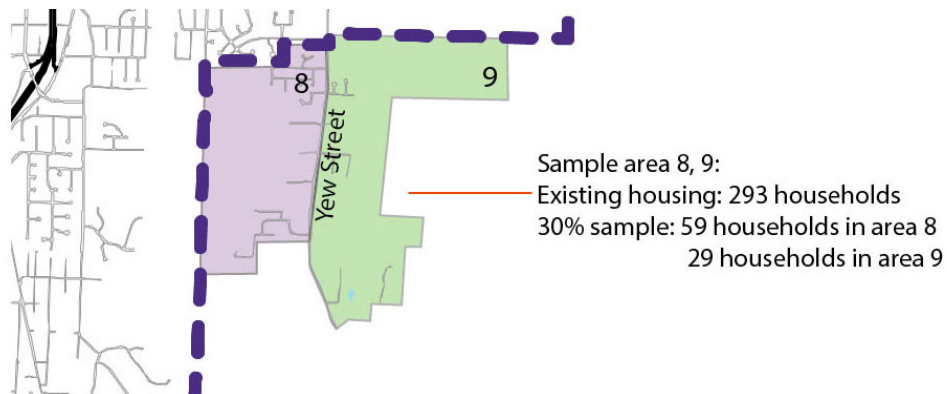 8
9
Yew Street
Sample area 8, 9:
Existing housing: 293 households
30% sample: 59 households in area 8
29 households in area 9